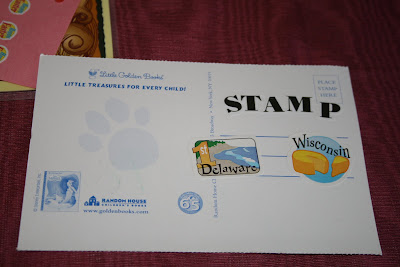 Little Golden Books®
LITTLE TREASURES FOR EVERY CHILD!
PLACE
STAMP
HERE
STAMP
Wisconsin
Delaware
RANDOM HOUSE
CHILDREN'S BOOKS
www.goldenbooks.com